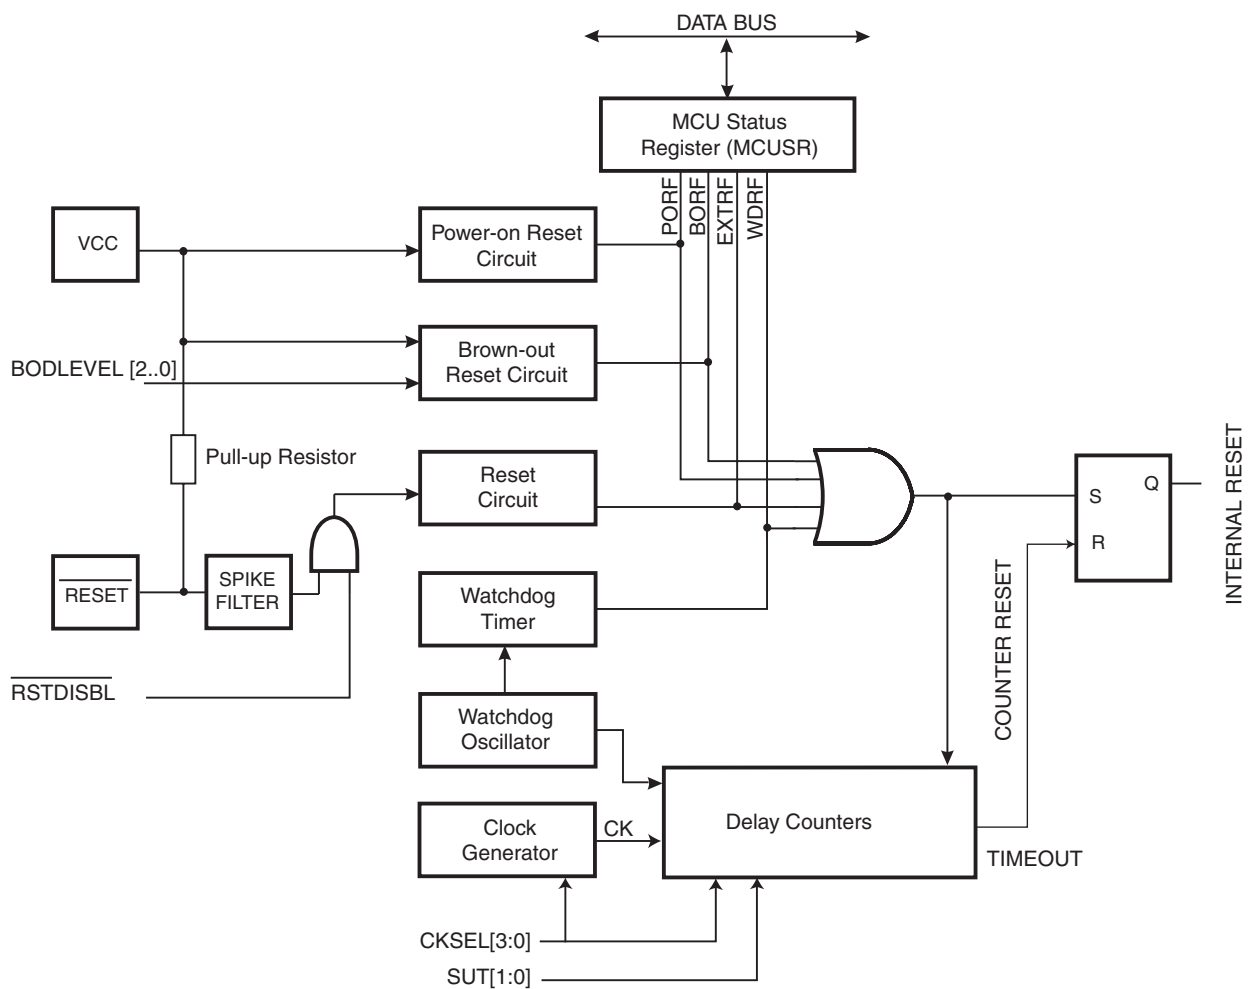 DATA BUS
MCU Status
Register (MCUSR)
PORF
BORF
EXTRF
WDRF
VCC
Power-on Reset
Circuit
Brown-out
Reset Circuit
BODLEVEL [2..0]
Pull-up Resistor
Reset
Circuit
S
Q
R
INTERNAL RESET
RESET
SPIKE
FILTER
Watchdog
Timer
COUNTER RESET
RSTDISBL
Watchdog
Oscillator
Clock
Generator
CK
Delay Counters
TIMEOUT
CKSEL[3:0]
SUT[1:0]